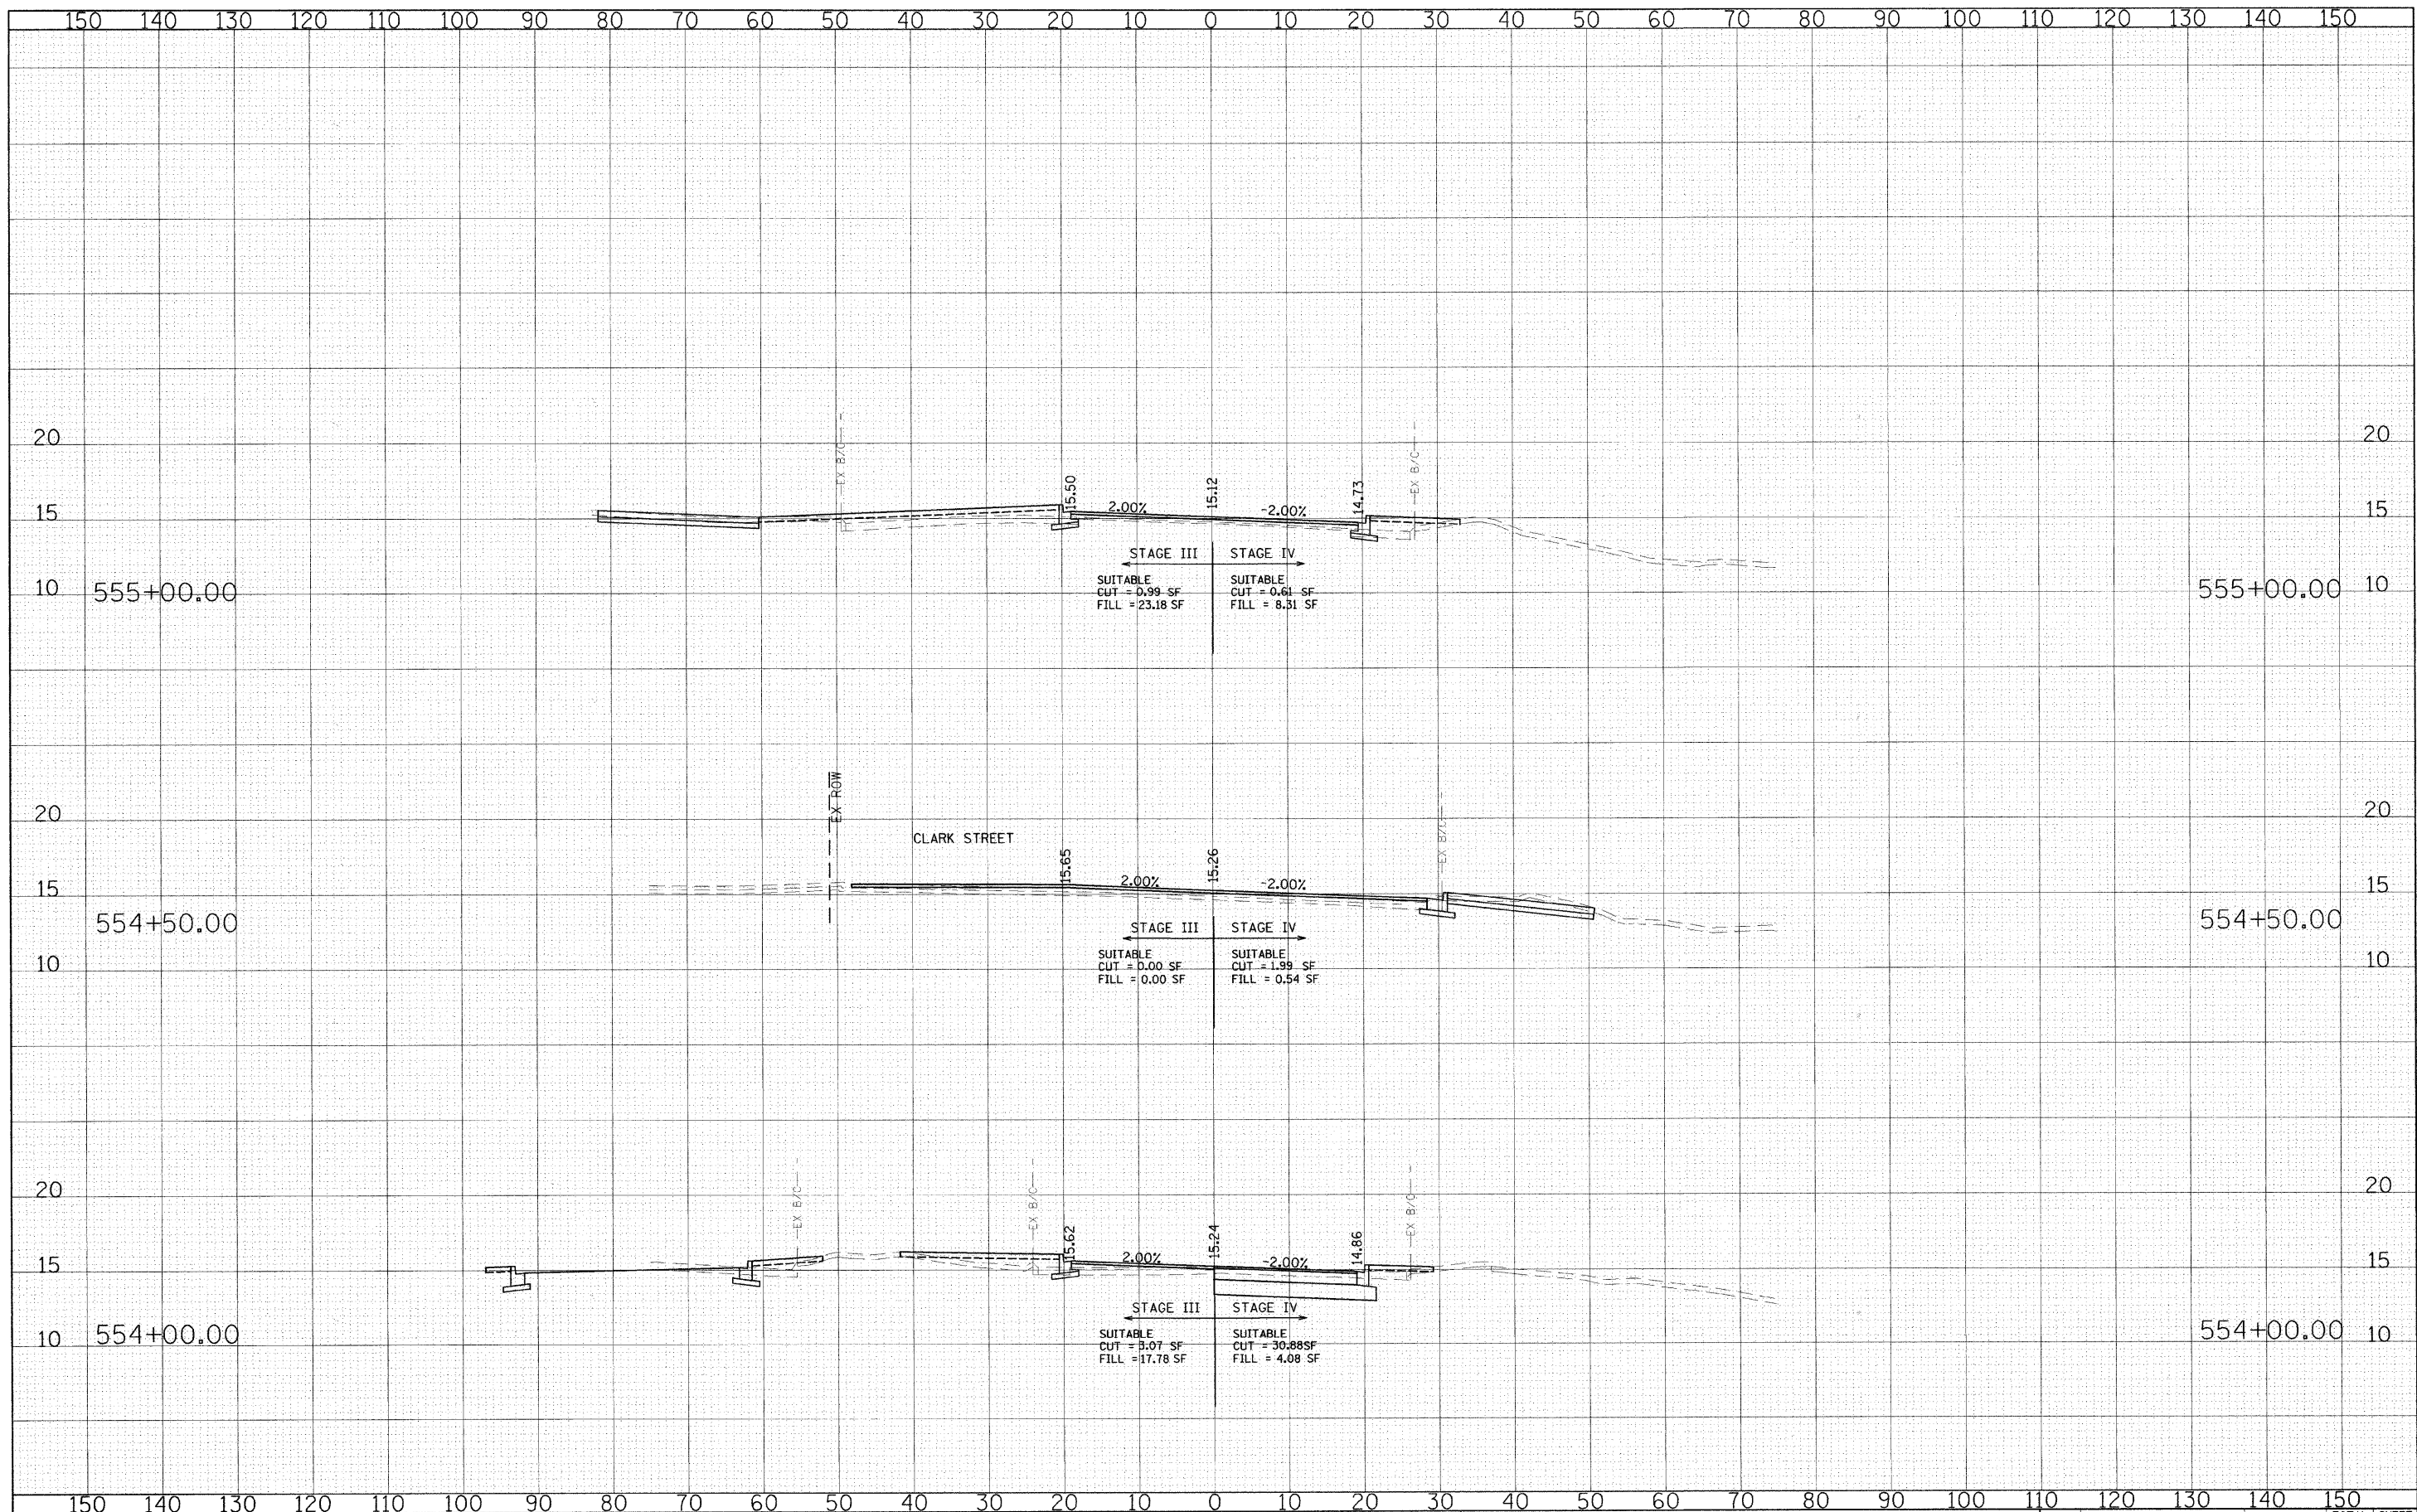 150 140 130 120 110 100 90 80 70 60 50 40 30 20 10 0 10 20 30 40 50 60 70 80 90 100 110 120 130 140 150
EX B/C
EX B/C
20 20
15.50 15.12 14.73
15 2.00% -2.00% 15
STAGE III STAGE IV
SUITABLE SUITABLE
10 555+00.00 CUT = 0.99 SF CUT = 0.61 SF 555+00.00 10
FILL = 23.18 SF FILL = 8.31 SF
EX ROW
20 20
CLARK STREET
EX B/C
15.65 15.26
15 2.00% -2.00% 15
554+50.00 STAGE III STAGE IV 554+50.00
SUITABLE SUITABLE
10 CUT = 0.00 SF CUT = 1.99 SF 10
FILL = 0.00 SF FILL = 0.54 SF
20 20
EX B/C EX B/C EX B/C
15.62 15.24 14.86
15 2.00% -2.00% 15
STAGE III STAGE IV
10 554+00.00 SUITABLE SUITABLE 554+00.00 10
CUT = 3.07 SF CUT = 30.88SF
FILL = 17.78 SF FILL = 4.08 SF
150 140 130 120 110 100 90 80 70 60 50 40 30 20 10 0 10 20 30 40 50 60 70 80 90 100 110 120 130 140 150